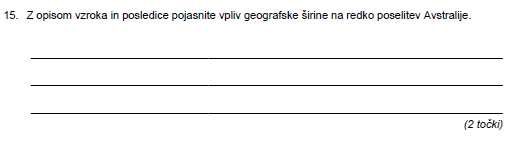 15. Z opisom vzroka in posledice pojasnite vpliv geografske širine na redko poselitev Avstralije.
(2 točki)